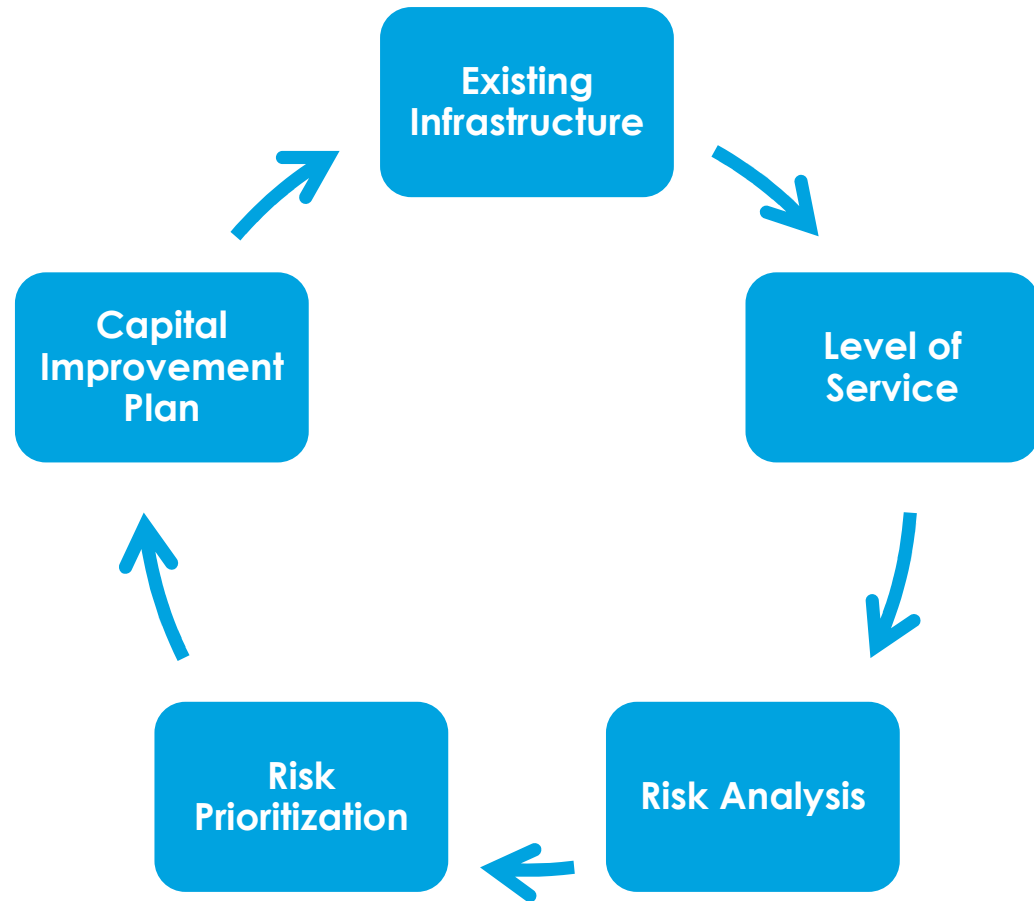 Existing
Infrastructure
Level of
Service
Risk Analysis
Risk
Prioritization
Capital
Improvement
Plan